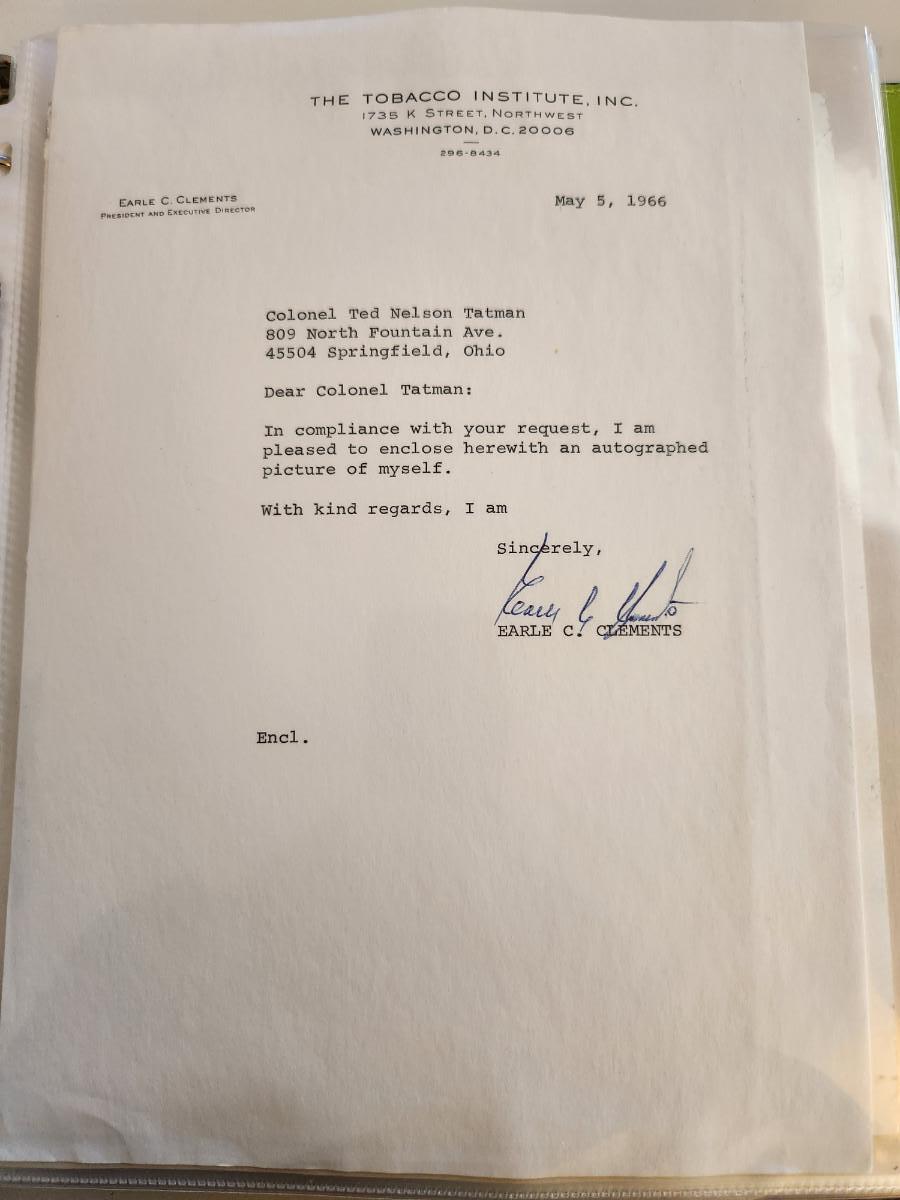 THE TOBACCO INSTITUTE, INC.
1735 K STREET, NORTHWEST
WASHINGTON, D.C. 20006
296-8434
EARLE C. CLEMENTS
PRESIDENT AND EXECUTIVE DIRECTOR
May 5, 1966
Colonel Ted Nelson Tatman
809 North Fountain Ave.
45504 Springfield, Ohio
Dear Colonel Tatman:
In compliance with your request, I am
pleased to enclose herewith an autographed
picture of myself.
With kind regards, I am
Sincerely,
Earle C. Clements
EARLE C. CLEMENTS
Encl.